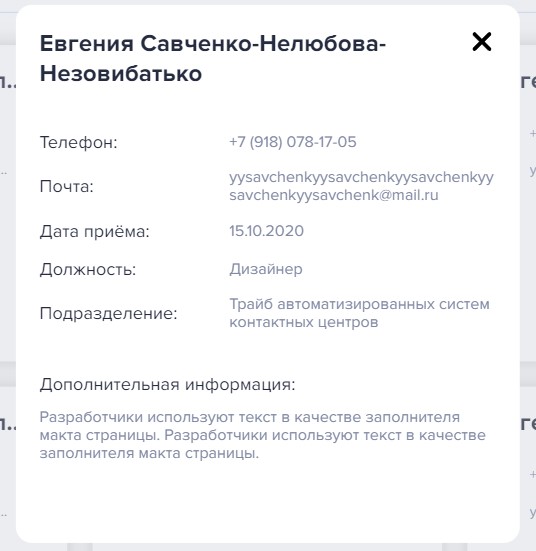 Евгения Савченко-Нелюбова-
Незовибатько
Телефон: +7 (918) 078-17-05
Почта: yysavchenkyysavchenkyysavchenkyy
savchenkyysavchenk@mail.ru
Дата приёма: 15.10.2020
Должность: Дизайнер
Подразделение: Трайб автоматизированных систем
контактных центров
Дополнительная информация:
Разработчики используют текст в качестве заполнителя
макта страницы. Разработчики используют текст в качестве
заполнителя макта страницы.